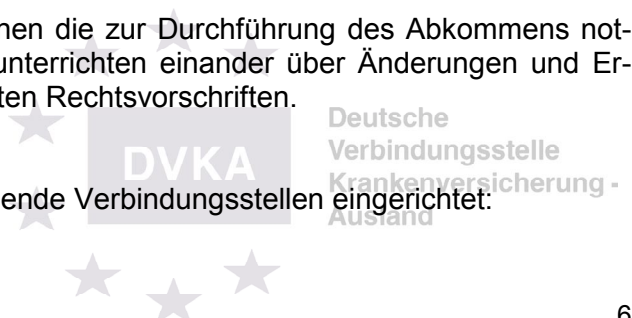 nen die zur Durchführung des Abkommens not-
unterrichten einander über Änderungen und Er-
ten Rechtsvorschriften.
Deutsche
DVKA
Verbindungsstelle
Krankenversicherung -
ende Verbindungsstellen eingerichtet:
Ausland
6